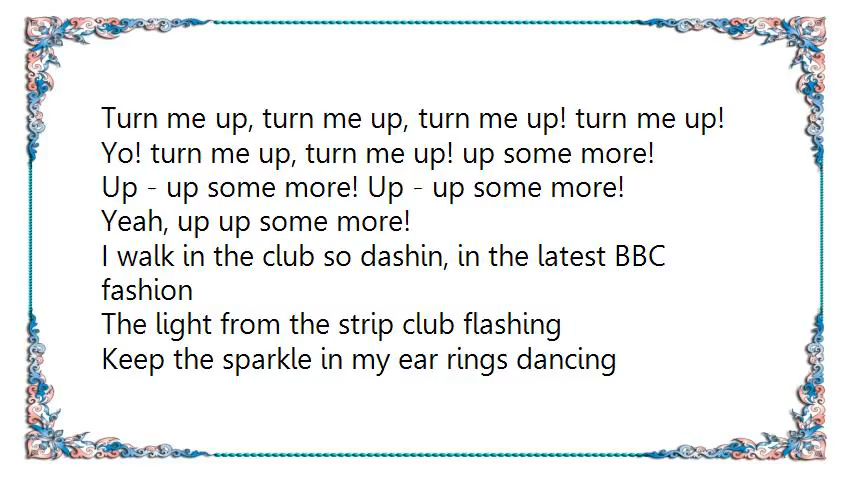 Turn me up, turn me up, turn me up! turn me up!
Yo! turn me up, turn me up! up some more!
Up - up some more! Up - up some more!
Yeah, up up some more!
I walk in the club so dashin, in the latest BBC
fashion
The light from the strip club flashing
Keep the sparkle in my ear rings dancing